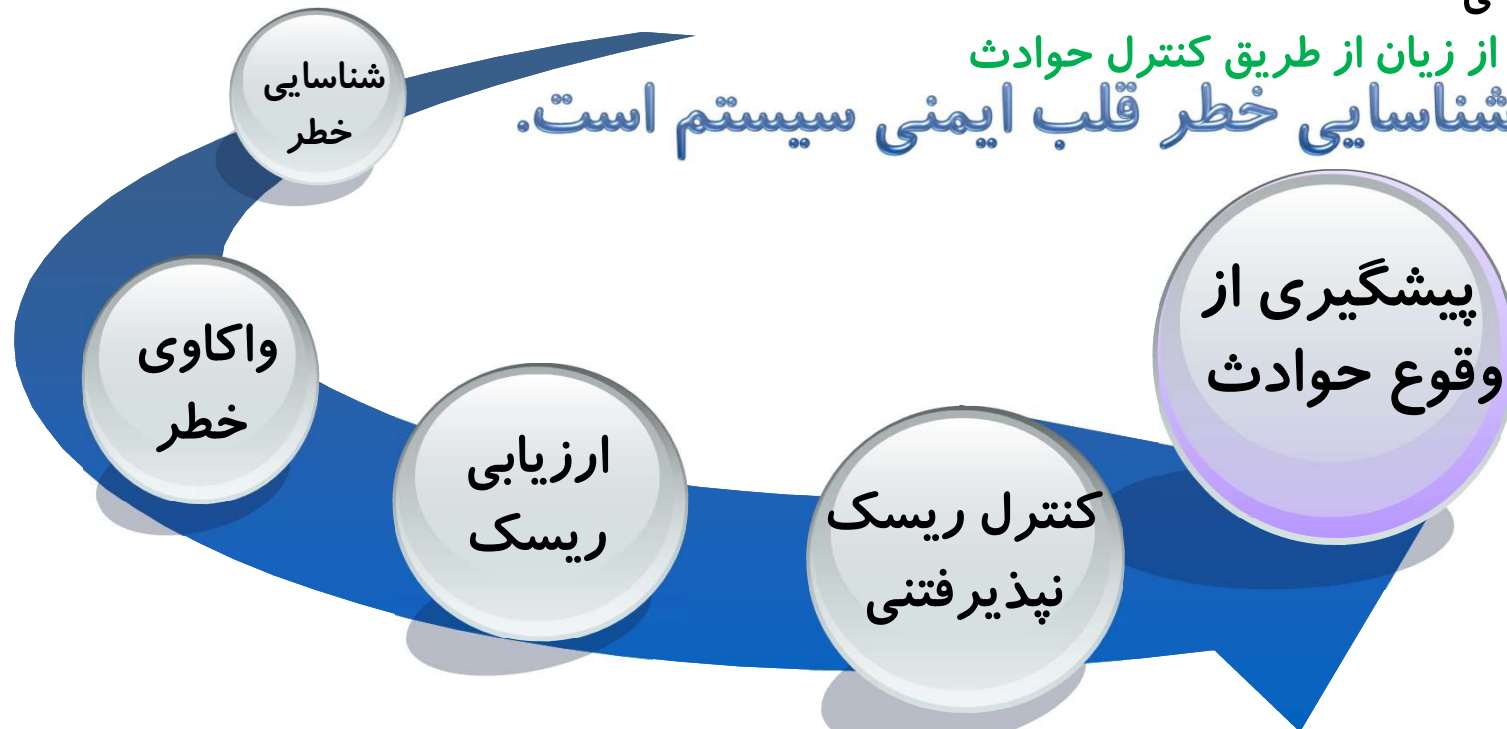 از زیان از طریق کنترل حوادث
شناسایی خطر قلب ایمنی سیستم است.
شناسایی
خطر
واکاوی
خطر
ارزیابی
ریسک
کنترل ریسک
نپذیرفتنی
پیشگیری از
وقوع حوادث